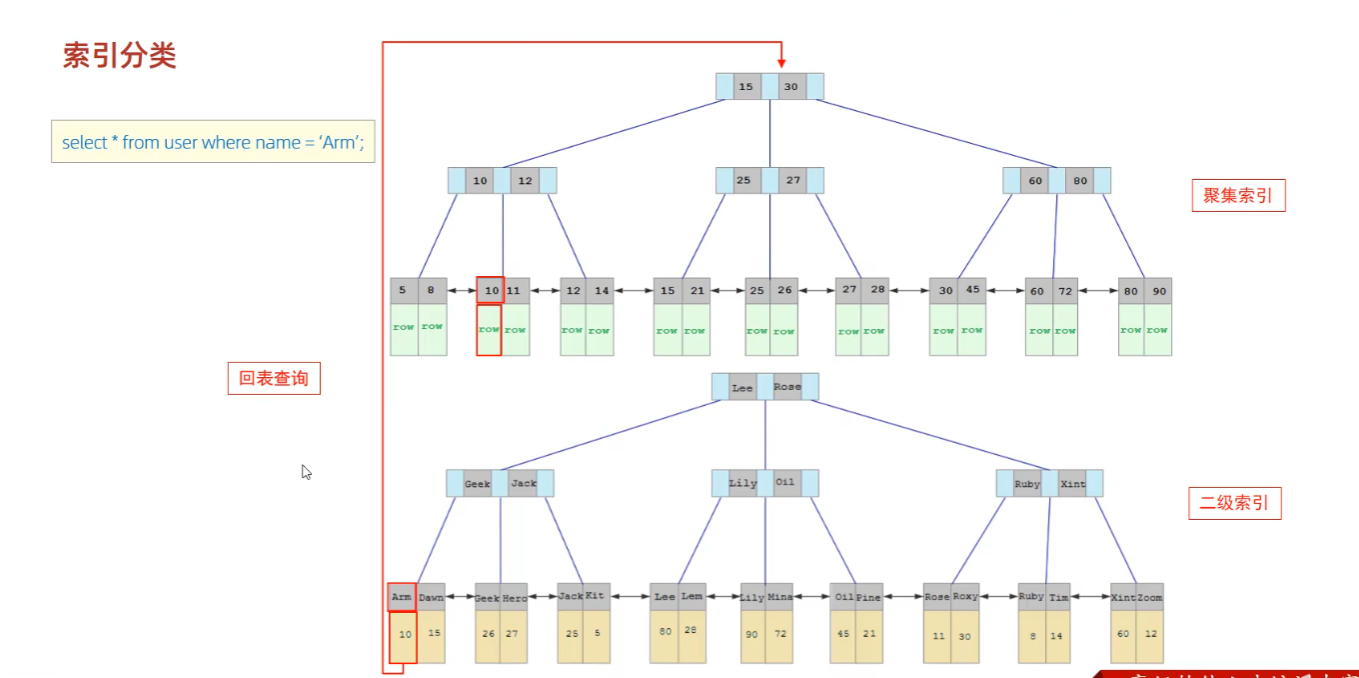 索引分类
select * from user where name = ‘Arm’;
15 30
10 12 25 27 60 80
聚集索引
5 8 10 11 12 14 15 21 25 26 27 28 30 45 60 72 80 90
row row row row row row row row row row row row row row row row row row
回表查询
Lee Rose
Geek Jack Lily Oil Ruby Xint
二级索引
Arm Dawn Geek Hero Jack Kit Lee Lem Lily Mina Oil Pine Rose Roxy Ruby Tim Xint Zoom
10 15 26 27 25 5 80 28 90 72 45 21 11 30 8 14 60 12